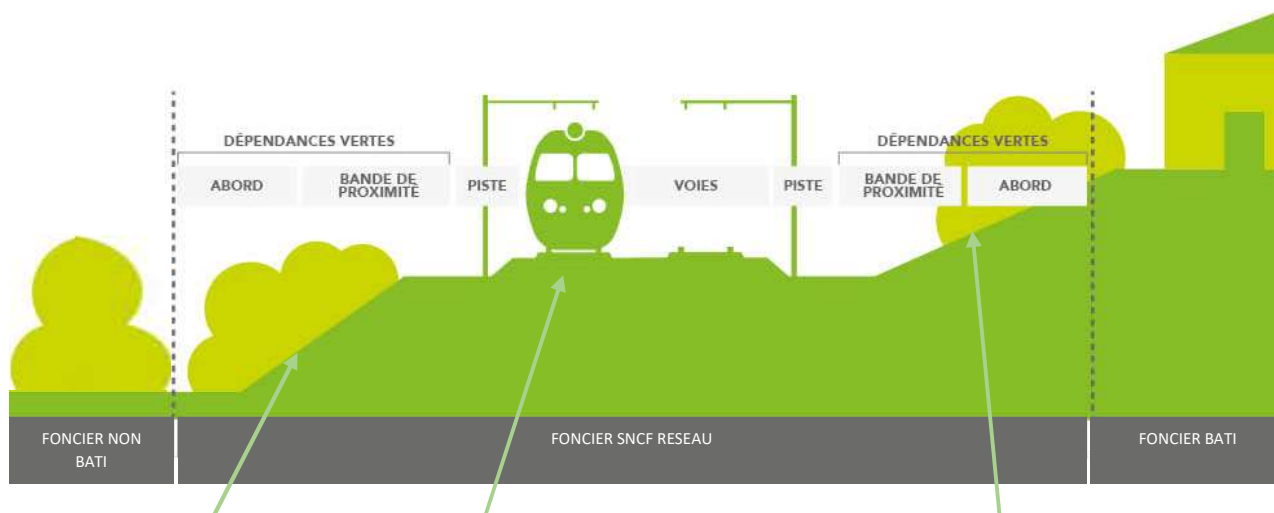 DÉPENDANCES VERTES
DÉPENDANCES VERTES
ABORD
BANDE DE
PROXIMITÉ
PISTE
VOIES
PISTE
BANDE DE
PROXIMITÉ
ABORD
FONCIER NON
BATI
FONCIER SNCF RESEAU
FONCIER BATI